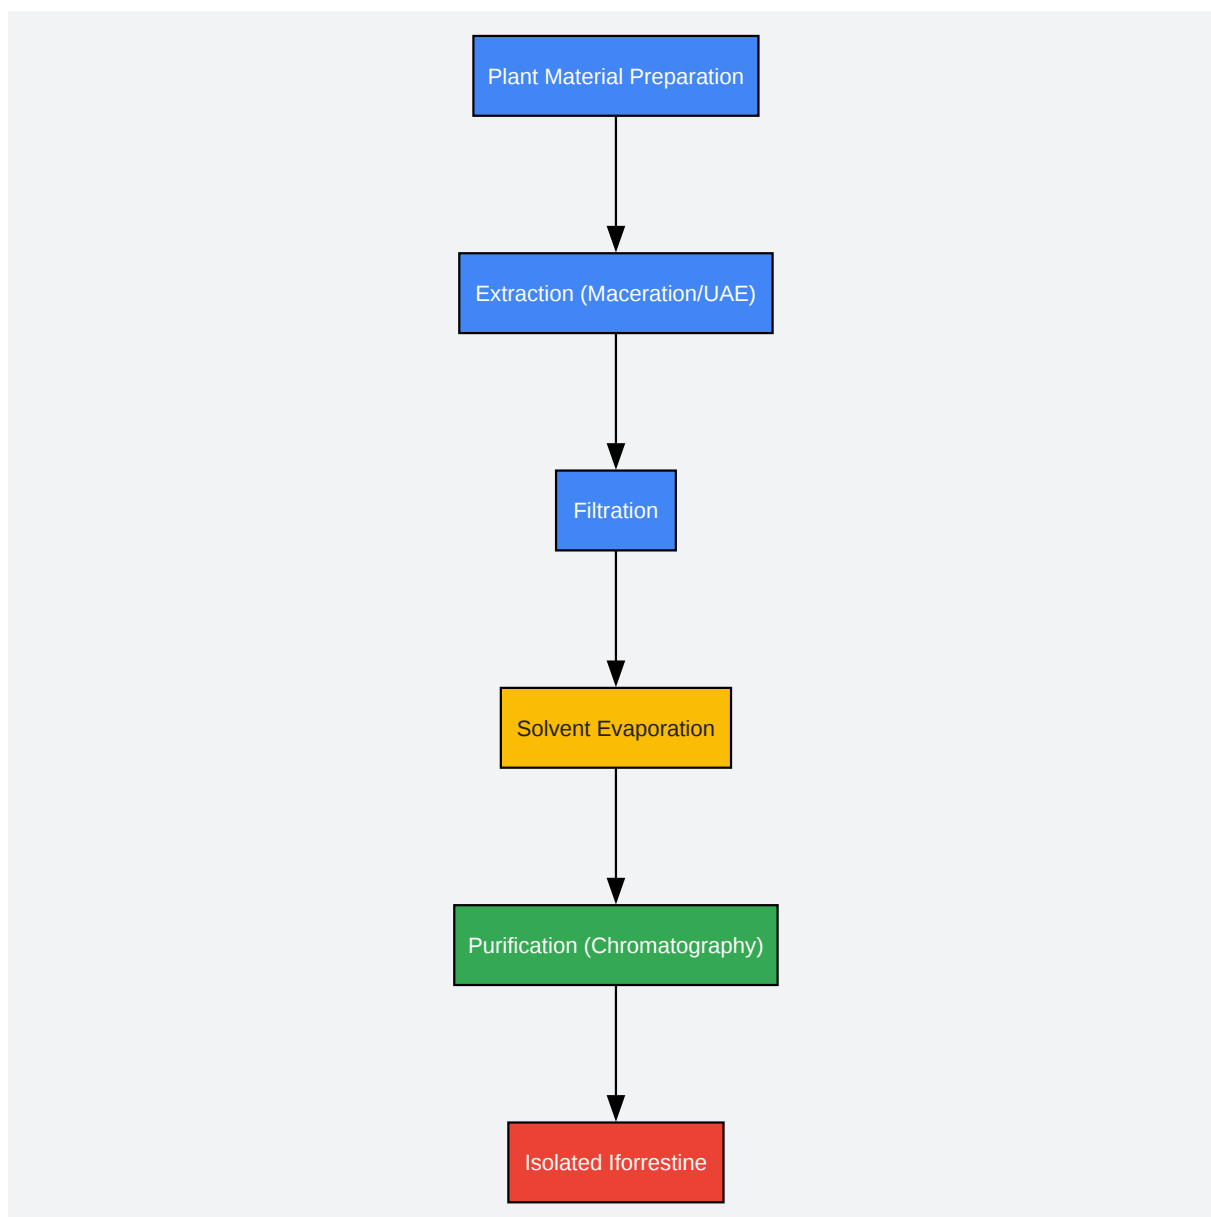 Plant Material Preparation
Extraction (Maceration/UAE)
Filtration
Solvent Evaporation
Purification (Chromatography)
Isolated Iforrestine